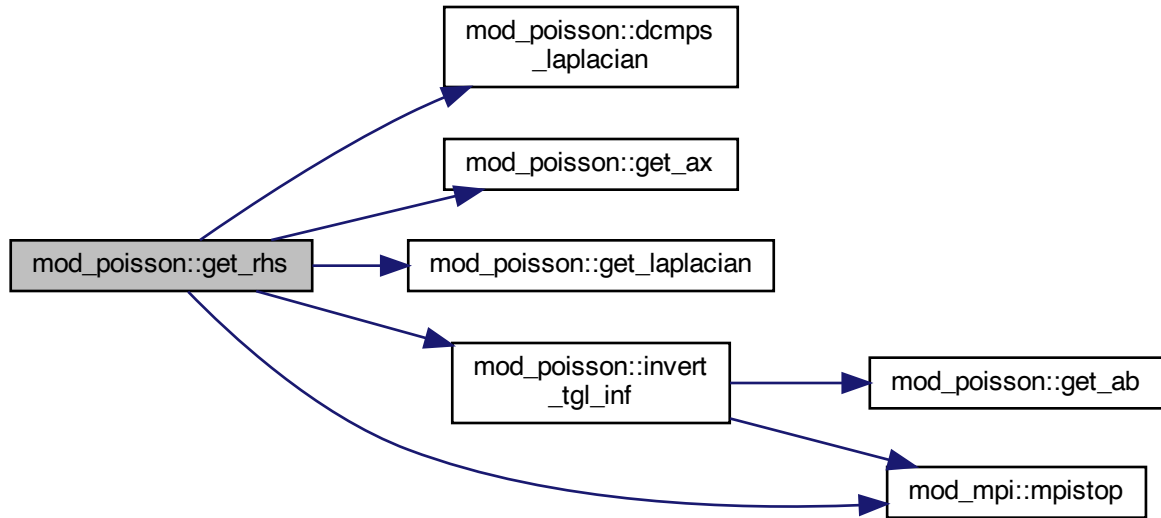 mod_poisson::dcmps
_laplacian
mod_poisson::get_ax
mod_poisson::get_rhs
mod_poisson::get_laplacian
mod_poisson::invert
_tgl_inf
mod_poisson::get_ab
mod_mpi::mpistop